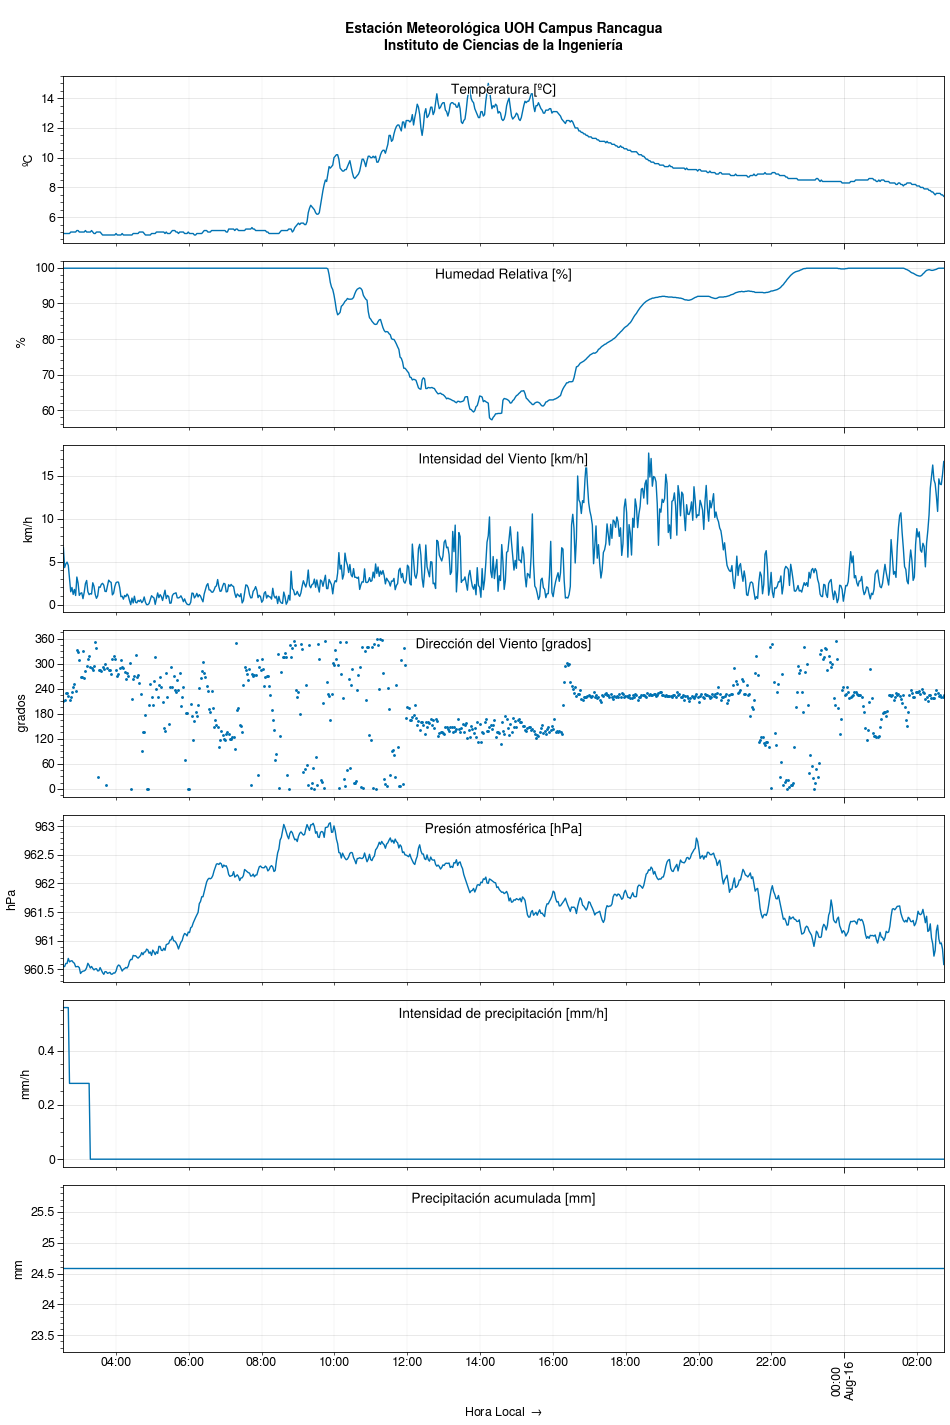 Estación Meteorológica UOH Campus Rancagua
Instituto de Ciencias de la Ingeniería
Temperatura [ºC]
14
12
10
8
6
ºC
Humedad Relativa [%]
100
90
80
70
60
%
Intensidad del Viento [km/h]
15
10
5
0
km/h
Dirección del Viento [grados]
360
300
240
180
120
60
0
grados
Presión atmosférica [hPa]
963
962.5
962
961.5
961
960.5
hPa
Intensidad de precipitación [mm/h]
0.4
0.2
0
mm/h
Precipitación acumulada [mm]
25.5
25
24.5
24
23.5
mm
04:00 06:00 08:00 10:00 12:00 14:00 16:00 18:00 20:00 22:00 00:00 02:00
Aug-16
Hora Local →